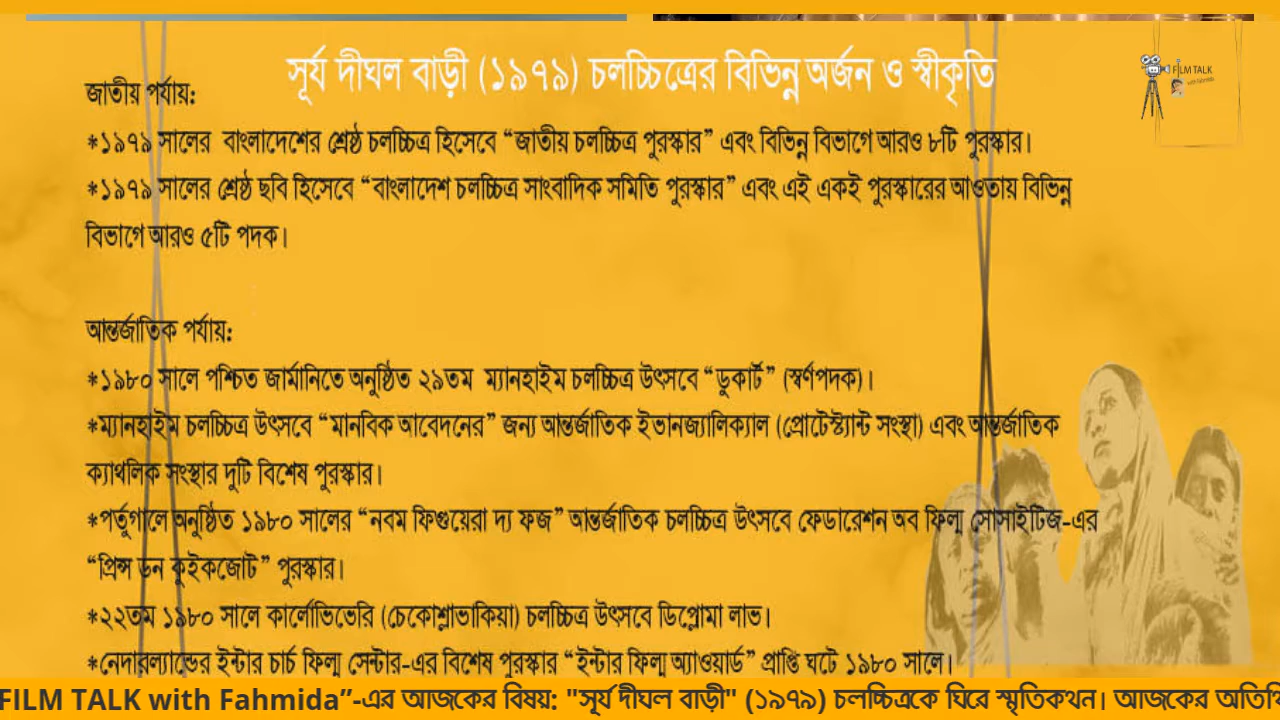 সূর্য দীঘল বাড়ী (১৯৭৯) চলচ্চিত্রের বিভিন্ন অর্জন ও স্বীকৃতি
FILM TALK
with Fahmida
জাতীয় পর্যায়:
*১৯৭৯ সালের বাংলাদেশের শ্রেষ্ঠ চলচ্চিত্র হিসেবে “জাতীয় চলচ্চিত্র পুরস্কার” এবং বিভিন্ন বিভাগে আরও ৮টি পুরস্কার।
*১৯৭৯ সালের শ্রেষ্ঠ ছবি হিসেবে “বাংলাদেশ চলচ্চিত্র সাংবাদিক সমিতি পুরস্কার” এবং এই একই পুরস্কারের আওতায় বিভিন্ন
বিভাগে আরও ৫টি পদক।
আন্তর্জাতিক পর্যায়:
*১৯৮০ সালে পশ্চিত জার্মানিতে অনুষ্ঠিত ২৯তম ম্যানহাইম চলচ্চিত্র উৎসবে “ডুকার্ট” (স্বর্ণপদক)।
*ম্যানহাইম চলচ্চিত্র উৎসবে “মানবিক আবেদনের” জন্য আন্তর্জাতিক ইভানজ্যালিক্যাল (প্রোটেস্ট্যান্ট সংস্থা) এবং আন্তর্জাতিক
ক্যাথলিক সংস্থার দুটি বিশেষ পুরস্কার।
*পর্তুগালে অনুষ্ঠিত ১৯৮০ সালের “নবম ফিগুয়েরা দ্য ফজ” আন্তর্জাতিক চলচ্চিত্র উৎসবে ফেডারেশন অব ফিল্ম সোসাইটিজ-এর
“প্রিন্স ডন কুইকজোট” পুরস্কার।
*২২তম ১৯৮০ সালে কার্লোভিভেরি (চেকোশ্লাভাকিয়া) চলচ্চিত্র উৎসবে ডিপ্লোমা লাভ।
*নেদারল্যান্ডের ইন্টার চার্চ ফিল্ম সেন্টার-এর বিশেষ পুরস্কার “ইন্টার ফিল্ম অ্যাওয়ার্ড” প্রাপ্তি ঘটে ১৯৮০ সালে।
FILM TALK with Fahmida”-এর আজকের বিষয়: "সূর্য দীঘল বাড়ী" (১৯৭৯) চলচ্চিত্রকে ঘিরে স্মৃতিকথন। আজকের অতিথি